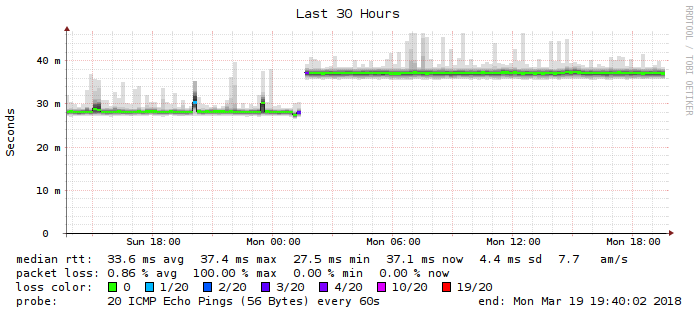 Last 30 Hours
RRDTOOL / TOBI OETIKER
Seconds
40 m
30 m
20 m
10 m
0
Sun 18:00 Mon 00:00 Mon 06:00 Mon 12:00 Mon 18:00
median rtt: 33.6 ms avg 37.4 ms max 27.5 ms min 37.1 ms now 4.4 ms sd 7.7 am/s
packet loss: 0.86 % avg 100.00 % max 0.00 % min 0.00 % now
loss color: 0 1/20 2/20 3/20 4/20 10/20 19/20
probe: 20 ICMP Echo Pings (56 Bytes) every 60s end: Mon Mar 19 19:40:02 2018